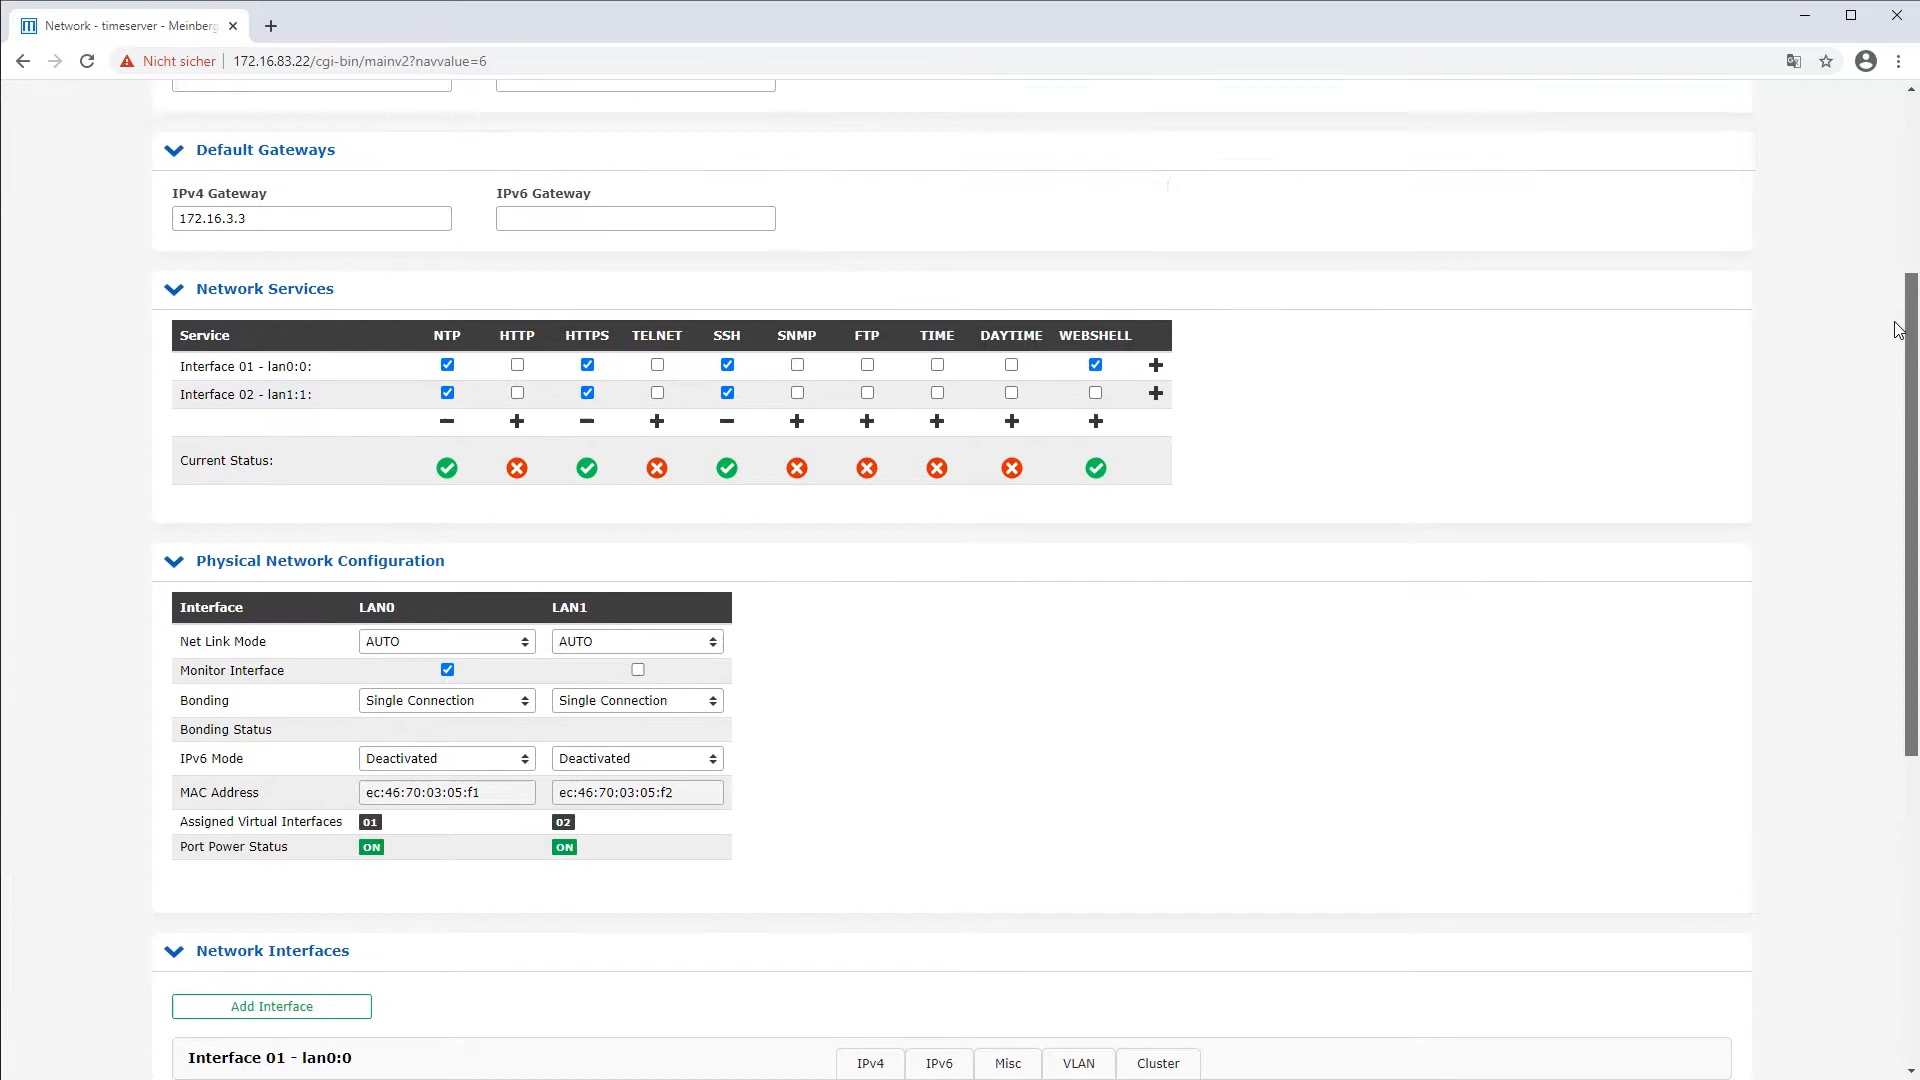 Network - timeserver - Meinberg
Nicht sicher 172.16.83.22/cgi-bin/mainv2?navvalue=6
Default Gateways
IPv4 Gateway IPv6 Gateway
172.16.3.3
Network Services
Service NTP HTTP HTTPS TELNET SSH SNMP FTP TIME DAYTIME WEBSHELL
Interface 01 - lan0:0:
Interface 02 - lan1:1:
Current Status:
Physical Network Configuration
Interface LAN0 LAN1
Net Link Mode AUTO AUTO
Monitor Interface
Bonding Single Connection Single Connection
Bonding Status
IPv6 Mode Deactivated Deactivated
MAC Address ec:46:70:03:05:f1 ec:46:70:03:05:f2
Assigned Virtual Interfaces 01 02
Port Power Status ON ON
Network Interfaces
Add Interface
Interface 01 - lan0:0 IPv4 IPv6 Misc VLAN Cluster